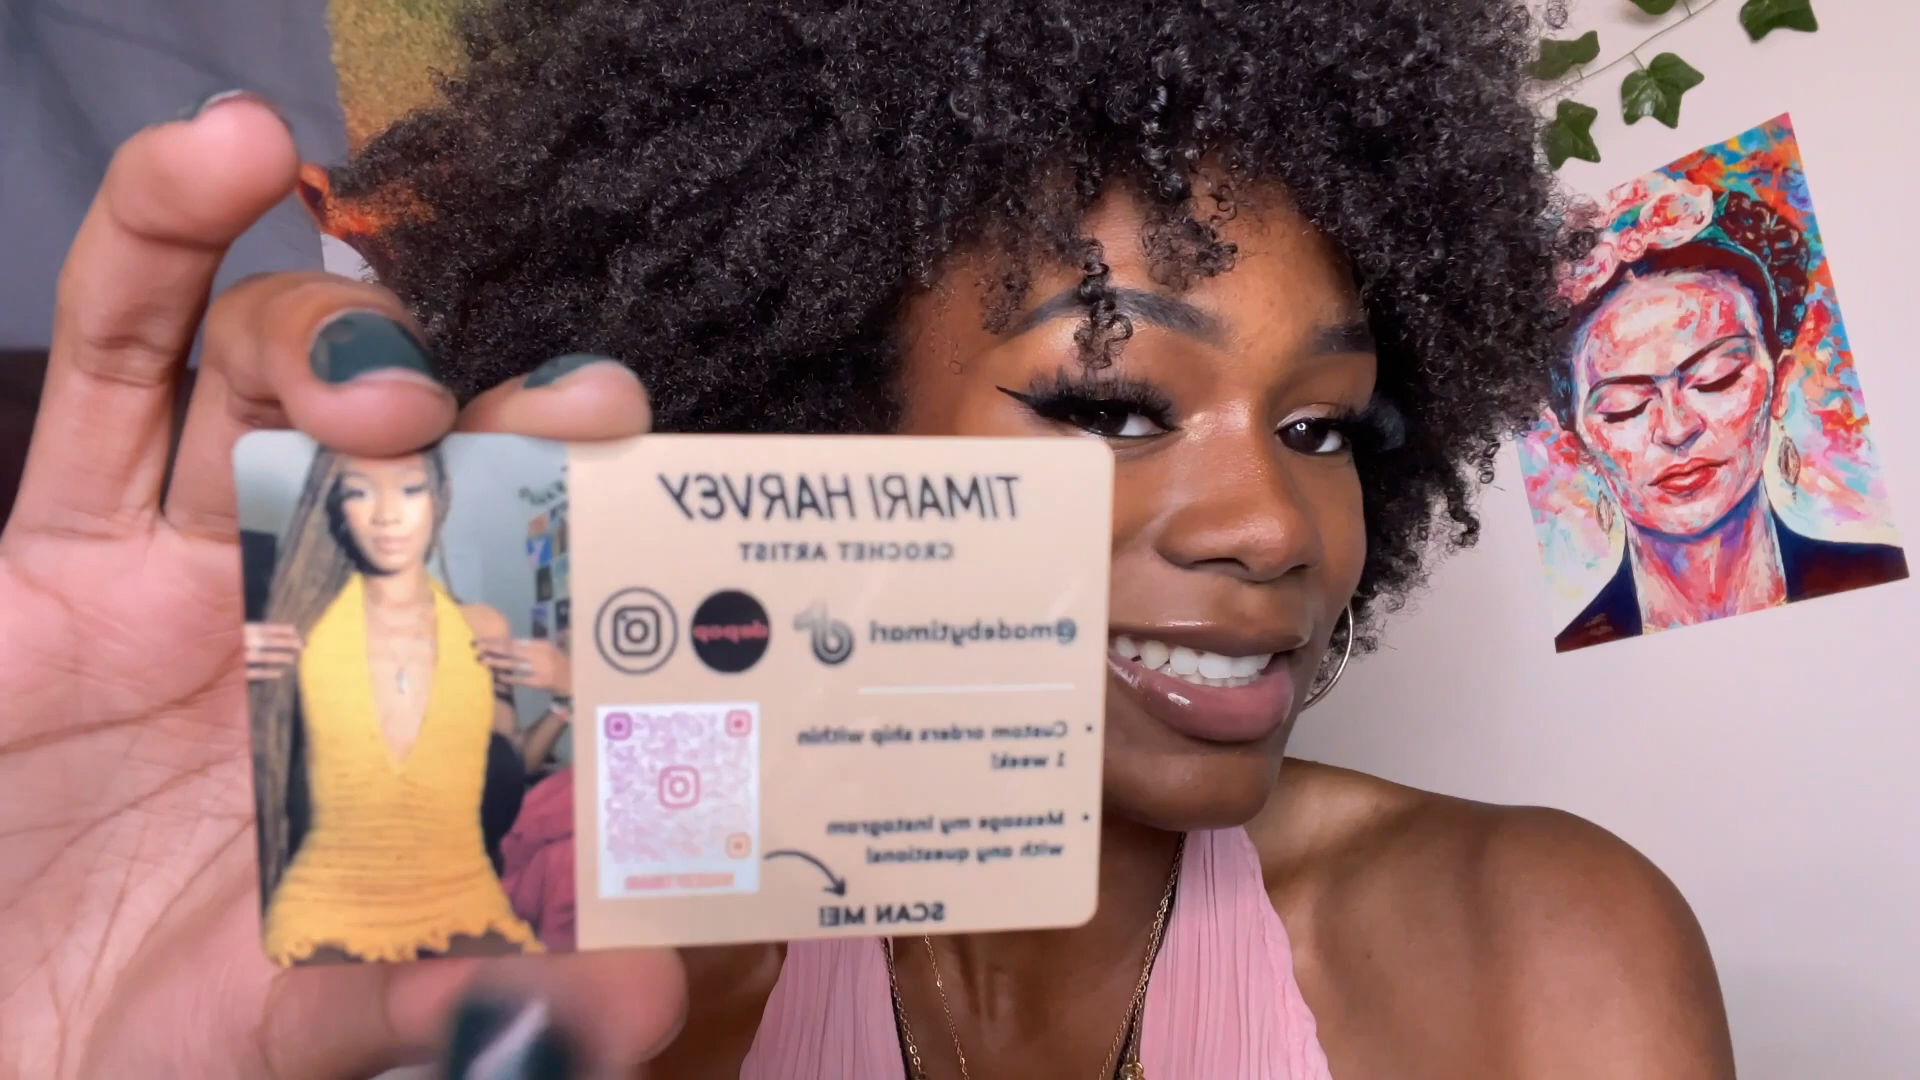 TIMARI HARVEY
CROCHET ARTIST
@modebytimari
depop
• Custom orders ship within
1 week!
• Message my Instagram
with any questions!
SCAN ME!